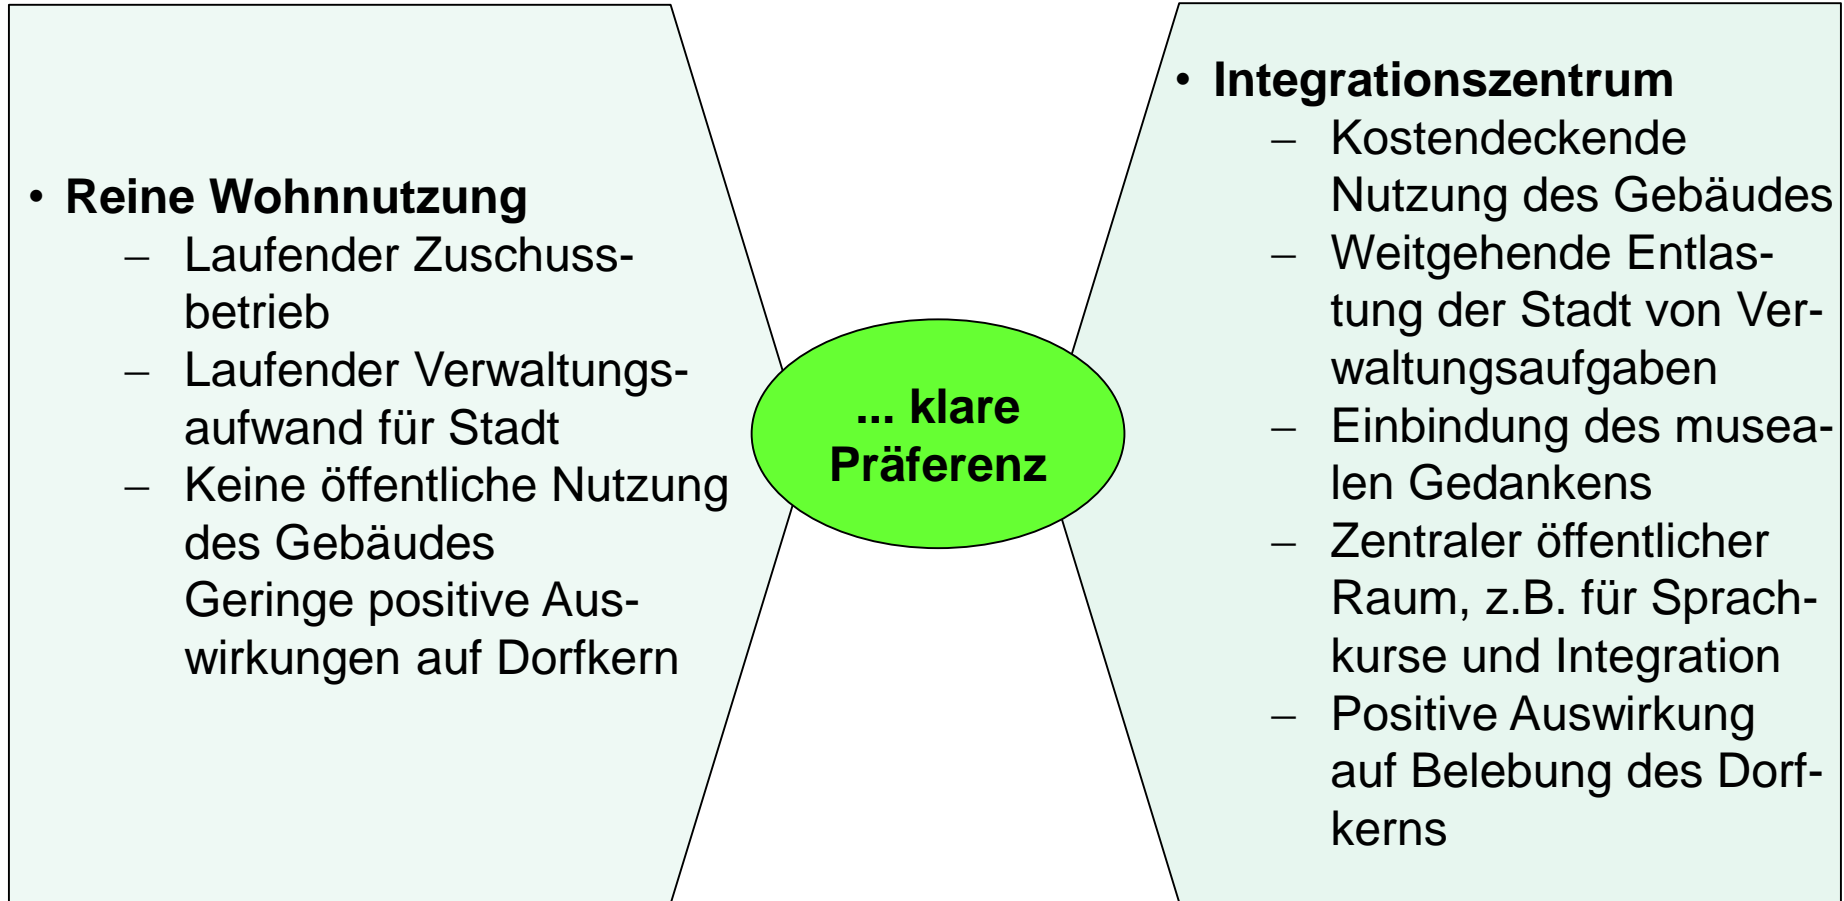 • Reine Wohnnutzung
– Laufender Zuschuss-
betrieb
– Laufender Verwaltungs-
aufwand für Stadt
– Keine öffentliche Nutzung
des Gebäudes
Geringe positive Aus-
wirkungen auf Dorfkern
... klare
Präferenz
• Integrationszentrum
– Kostendeckende
Nutzung des Gebäudes
– Weitgehende Entlas-
tung der Stadt von Ver-
waltungsaufgaben
– Einbindung des musea-
len Gedankens
– Zentraler öffentlicher
Raum, z.B. für Sprach-
kurse und Integration
– Positive Auswirkung
auf Belebung des Dorf-
kerns